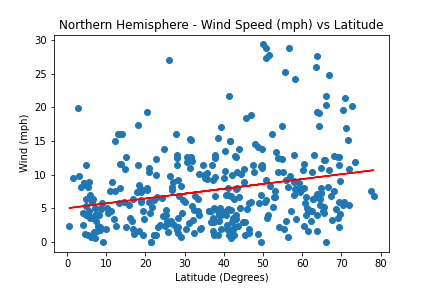 Northern Hemisphere - Wind Speed (mph) vs Latitude
30
25
20
15
10
5
0
Wind (mph)
0 10 20 30 40 50 60 70 80
Latitude (Degrees)